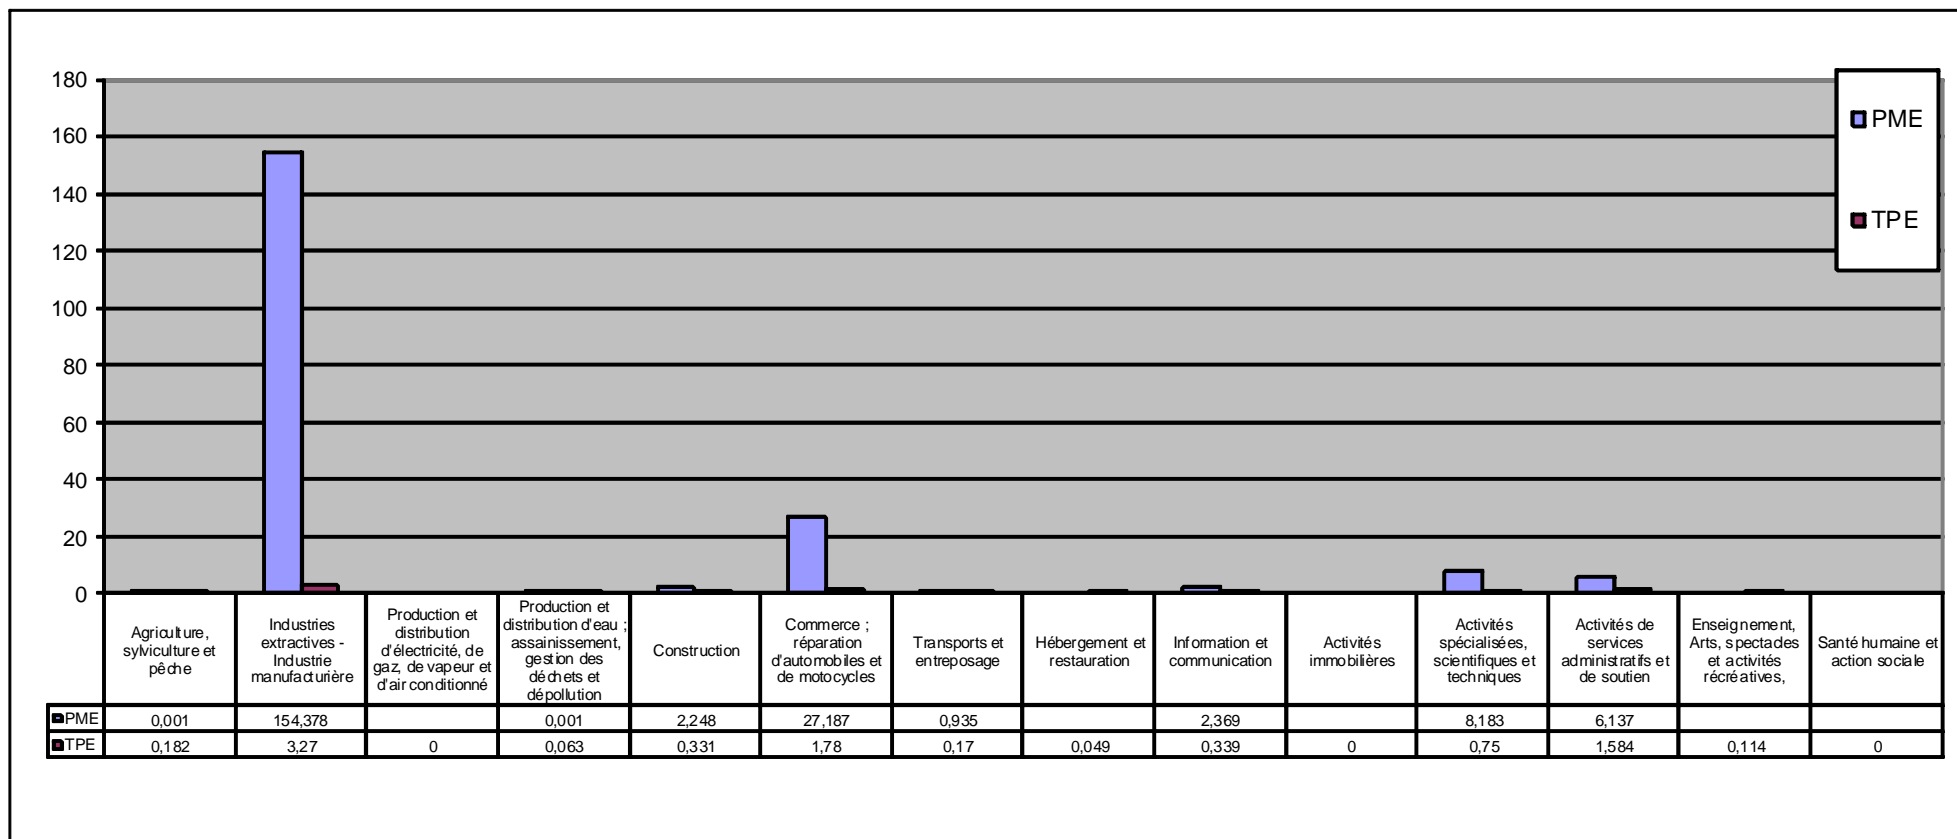 180
160
140
120
100
80
60
40
20
0
PME
TPE
Agriculture,
sylviculture et
pêche
Industries
extractives -
Industrie
manufacturière
Production et
distribution
d'électricité, de
gaz, de vapeur et
d'air conditionné
Production et
distribution d'eau ;
assainissement,
gestion des
déchets et
dépollution
Construction
Commerce ;
réparation
d'automobiles et
de motocycles
Transports et
entreposage
Hébergement et
restauration
Information et
communication
Activités
immobilières
Activités
spécialisées,
scientifiques et
techniques
Activités de
services
administratifs et
de soutien
Enseignement,
Arts, spectacles
et activités
récréatives,
Santé humaine et
action sociale
PME 0,001 154,378 0,001 2,248 27,187 0,935 2,369 8,183 6,137
TPE 0,182 3,27 0 0,063 0,331 1,78 0,17 0,049 0,339 0 0,75 1,584 0,114 0